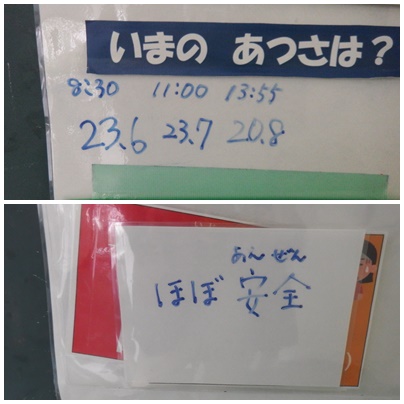 いまの あつさは?
8:30 11:00 13:55
23.6 23.7 20.8
あんぜん
ほぼ安全